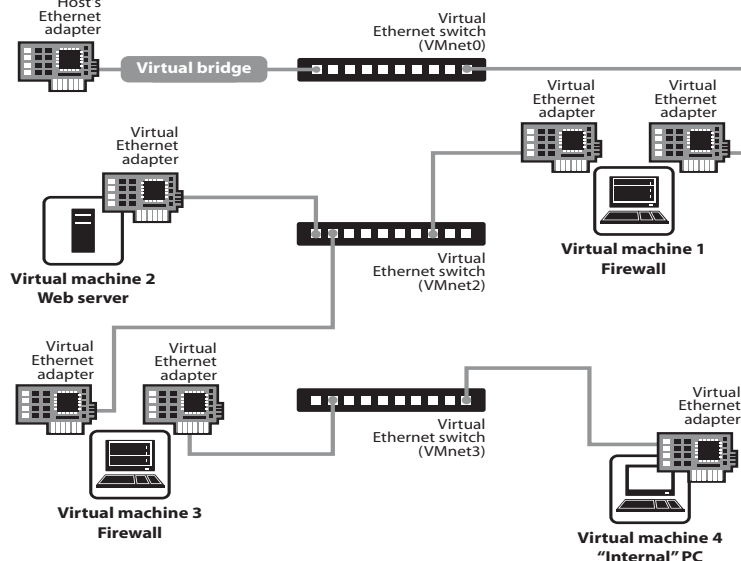 Host's
Ethernet
adapter
Virtual bridge
Virtual
Ethernet switch
(VMnet0)
Virtual
Ethernet
adapter
Virtual
Ethernet
adapter
Virtual machine 1
Firewall
Virtual
Ethernet
adapter
Virtual machine 2
Web server
Virtual
Ethernet switch
(VMnet2)
Virtual
Ethernet
adapter
Virtual
Ethernet
adapter
Virtual machine 3
Firewall
Virtual
Ethernet switch
(VMnet3)
Virtual
Ethernet
adapter
Virtual machine 4
“Internal” PC